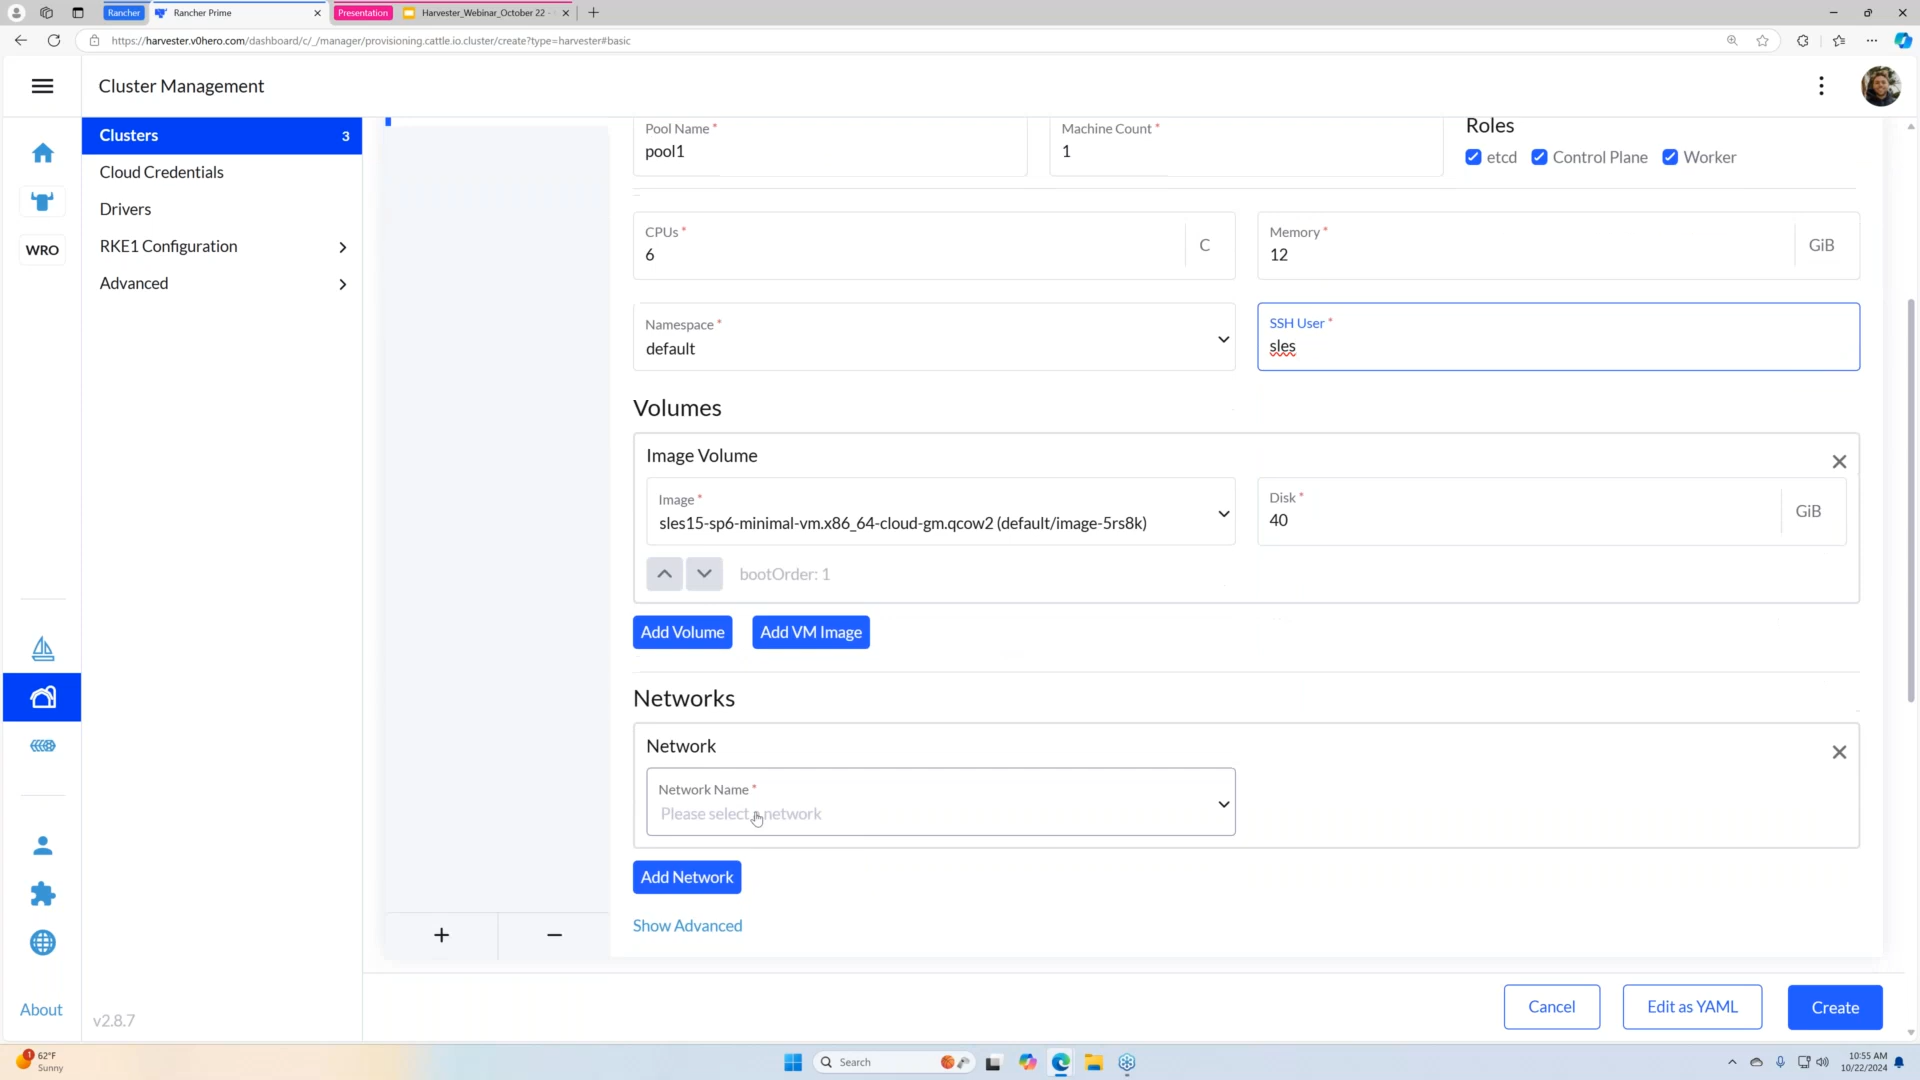 Rancher
Rancher Prime
Presentation
Harvester_Webinar_October 22 -
https://harvester.v0hero.com/dashboard/c/_/manager/provisioning.cattle.io.cluster/create?type=harvester#basic
Cluster Management
Clusters 3
Cloud Credentials
Drivers
RKE1 Configuration
Advanced
WRO
About
v2.8.7
Pool Name *
pool1
Machine Count *
1
Roles
etcd Control Plane Worker
CPUs *
6 C
Memory *
12 GiB
Namespace *
default
SSH User *
sles
Volumes
Image Volume
Image *
sles15-sp6-minimal-vm.x86_64-cloud-gm.qcow2 (default/image-5rs8k)
Disk *
40 GiB
bootOrder: 1
Add Volume Add VM Image
Networks
Network
Network Name *
Please select a network
Add Network
Show Advanced
Cancel Edit as YAML Create
1
62°F
Sunny
Search
10:55 AM
10/22/2024